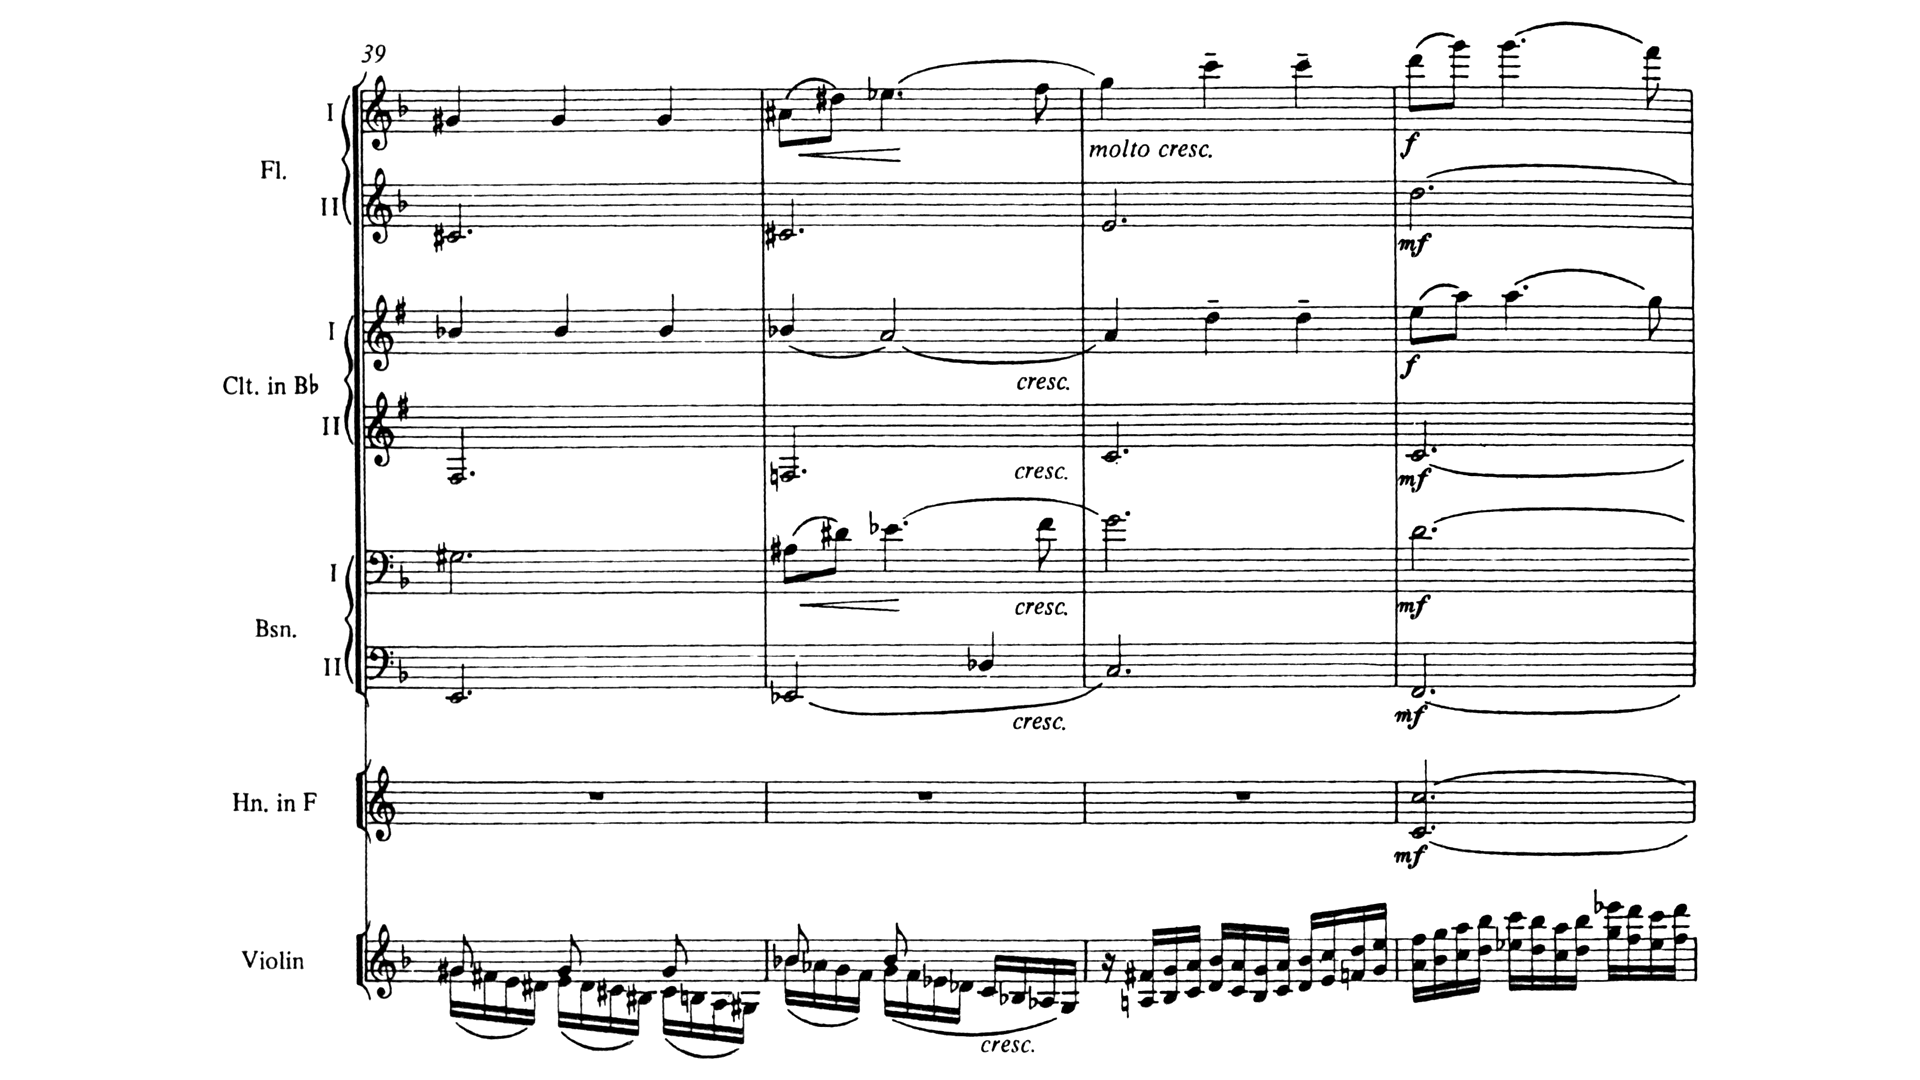 39
I
Fl.
II
molto cresc.
f
mf
I
Clt. in B♭
II
cresc.
f
cresc.
mf
I
Bsn.
II
cresc.
mf
cresc.
mf
Hn. in F
mf
Violin
cresc.